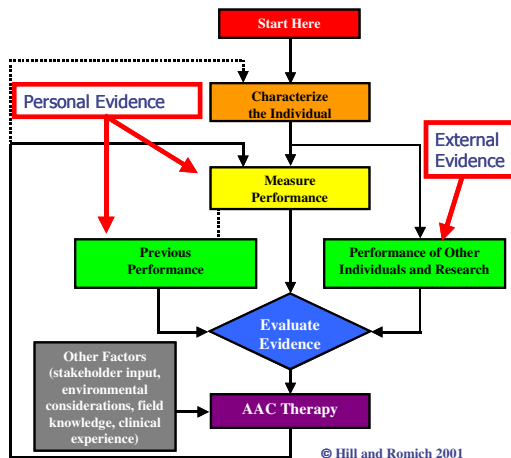 Start Here
Personal Evidence
Characterize
the Individual
External
Evidence
Measure
Performance
Previous
Performance
Performance of Other
Individuals and Research
Evaluate
Evidence
Other Factors
(stakeholder input,
environmental
considerations, field
knowledge, clinical
experience)
AAC Therapy
© Hill and Romich 2001